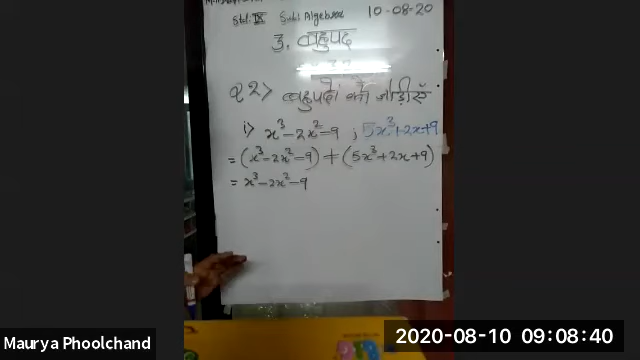 Std: IX Sub: Algebra 10-08-20
3. बहुपद
Q2> बहुपदों को जोड़िए
i> x³-2x²-9 ; 5x³+2x+9
= (x³-2x²-9) + (5x³+2x+9)
= x³-2x²-9
Maurya Phoolchand
2020-08-10 09:08:40